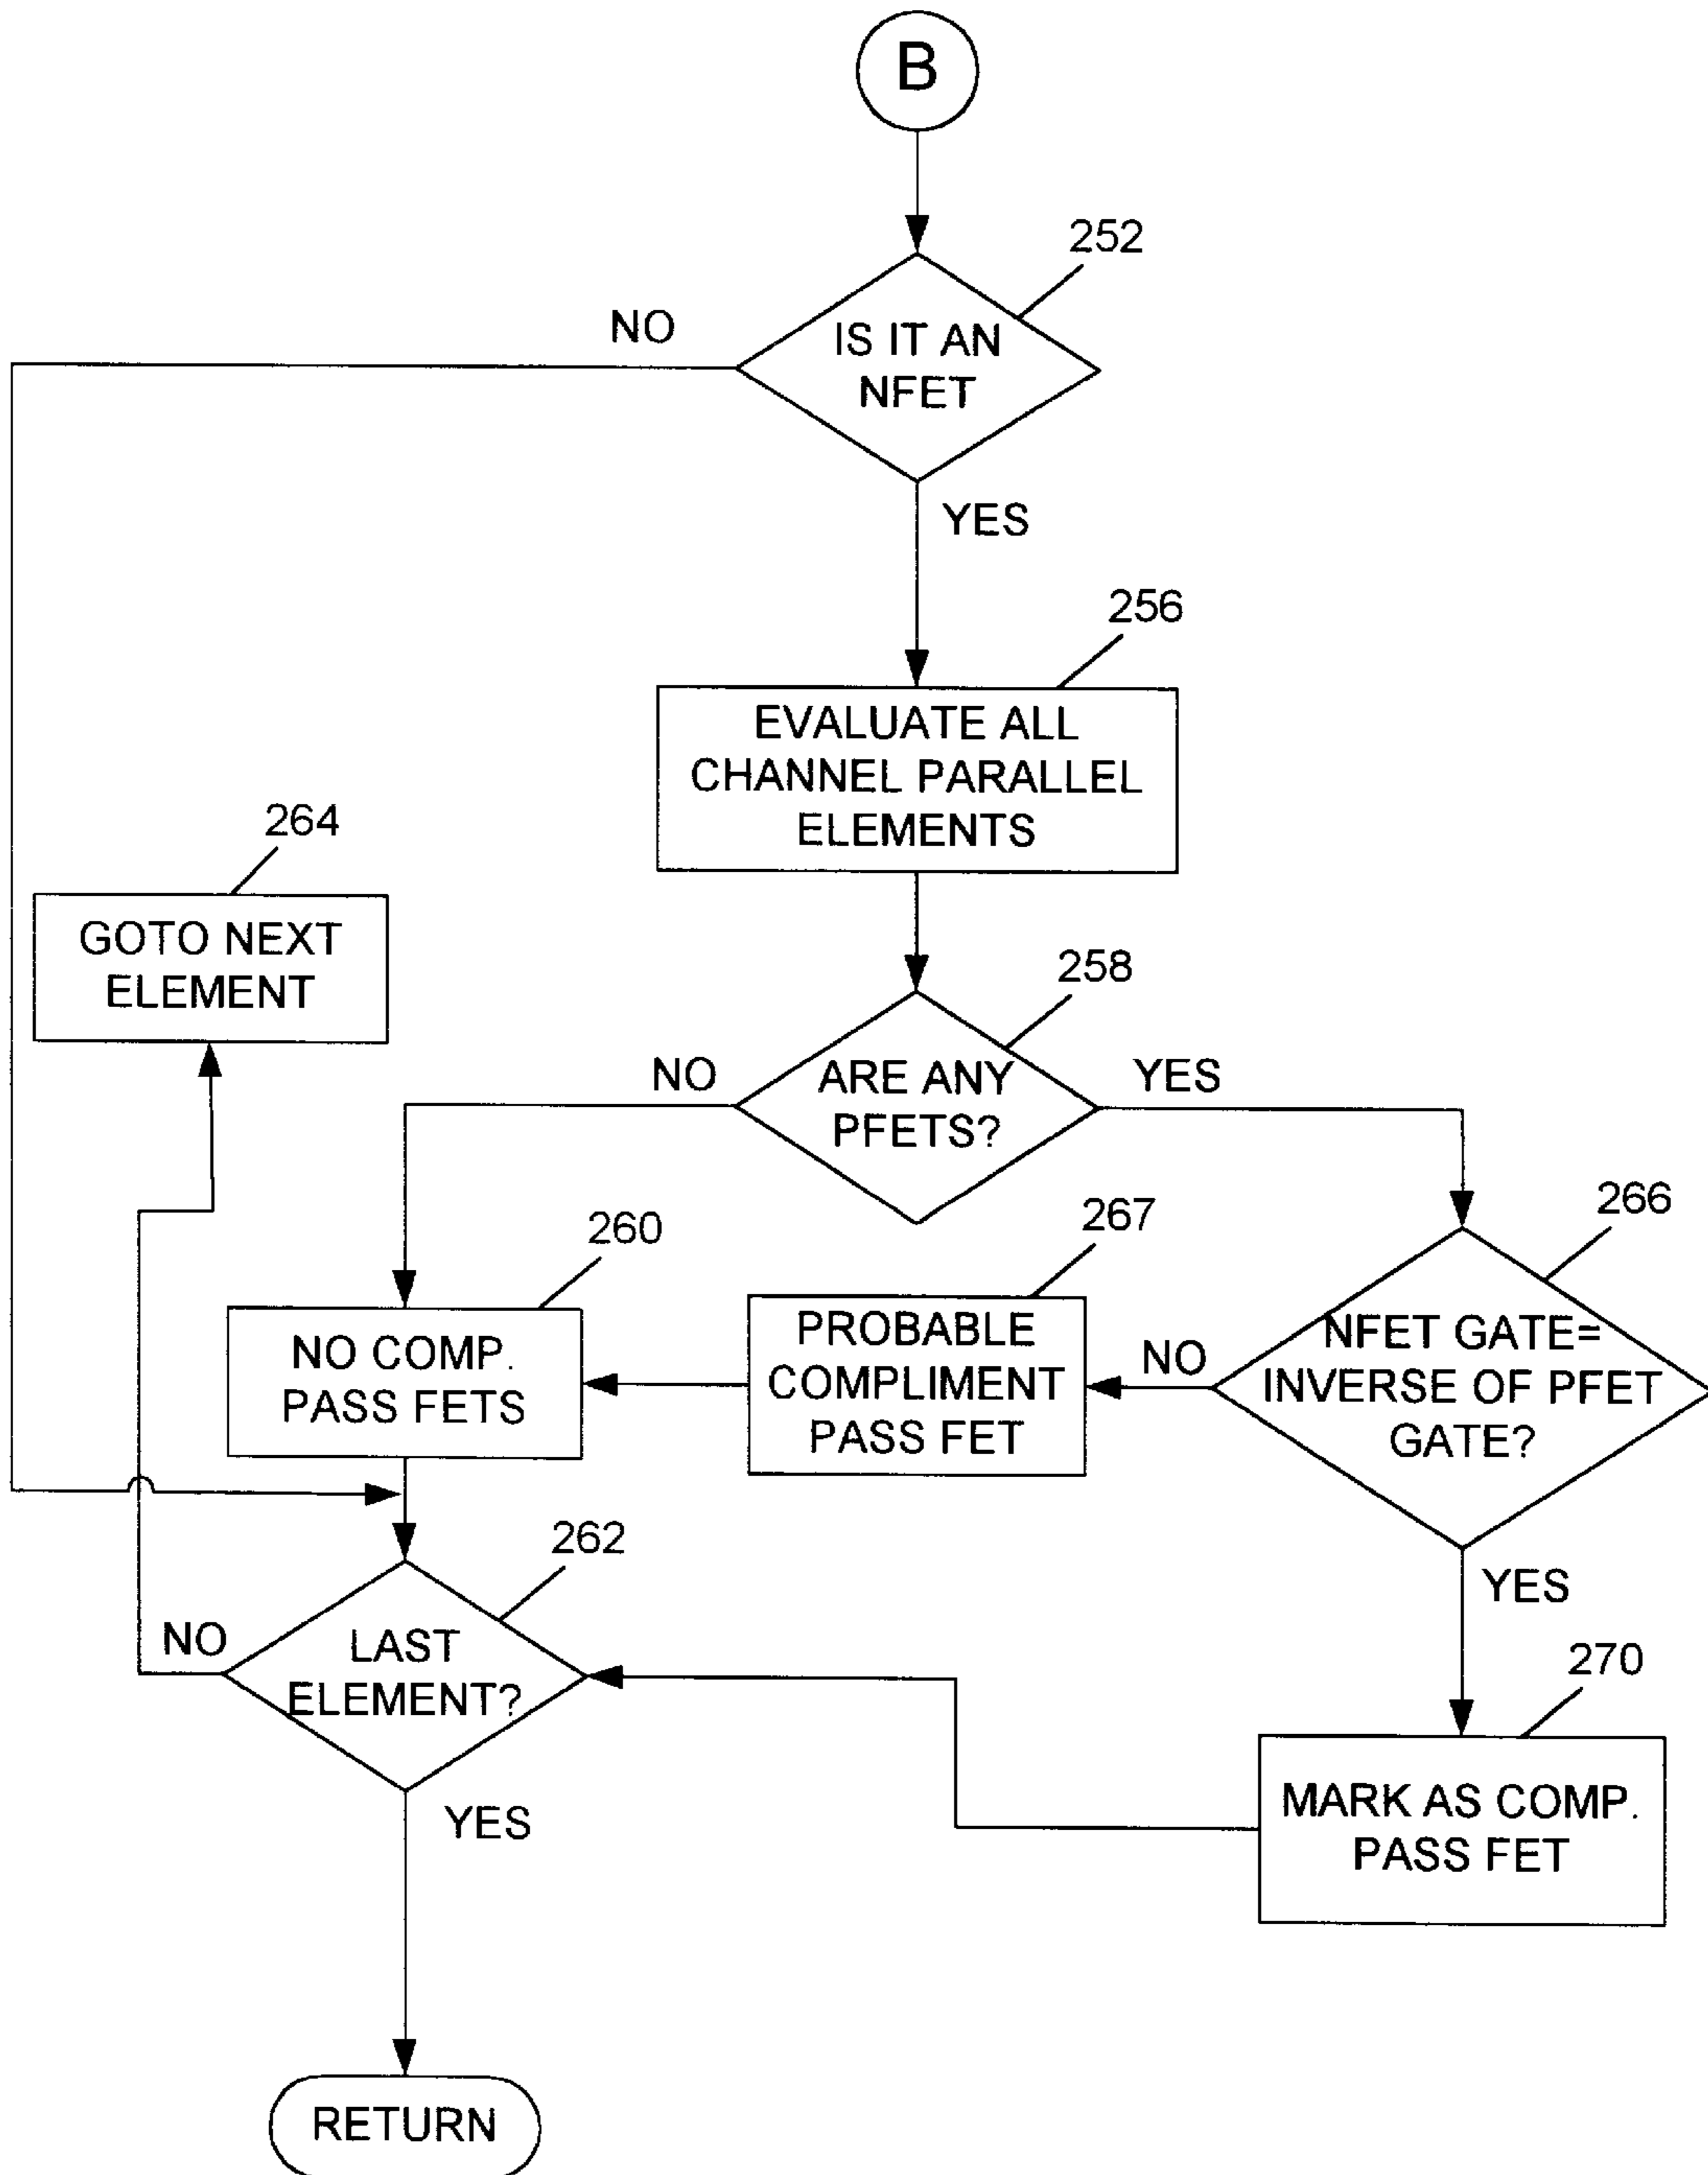 B
252
NO
IS IT AN
NFET
YES
256
EVALUATE ALL
CHANNEL PARALLEL
ELEMENTS
264
GOTO NEXT
ELEMENT
258
NO
ARE ANY
PFETS?
YES
260
267
266
NO COMP.
PASS FETS
PROBABLE
COMPLIMENT
PASS FET
NO
NFET GATE=
INVERSE OF PFET
GATE?
262
YES
NO
LAST
ELEMENT?
270
YES
MARK AS COMP.
PASS FET
RETURN